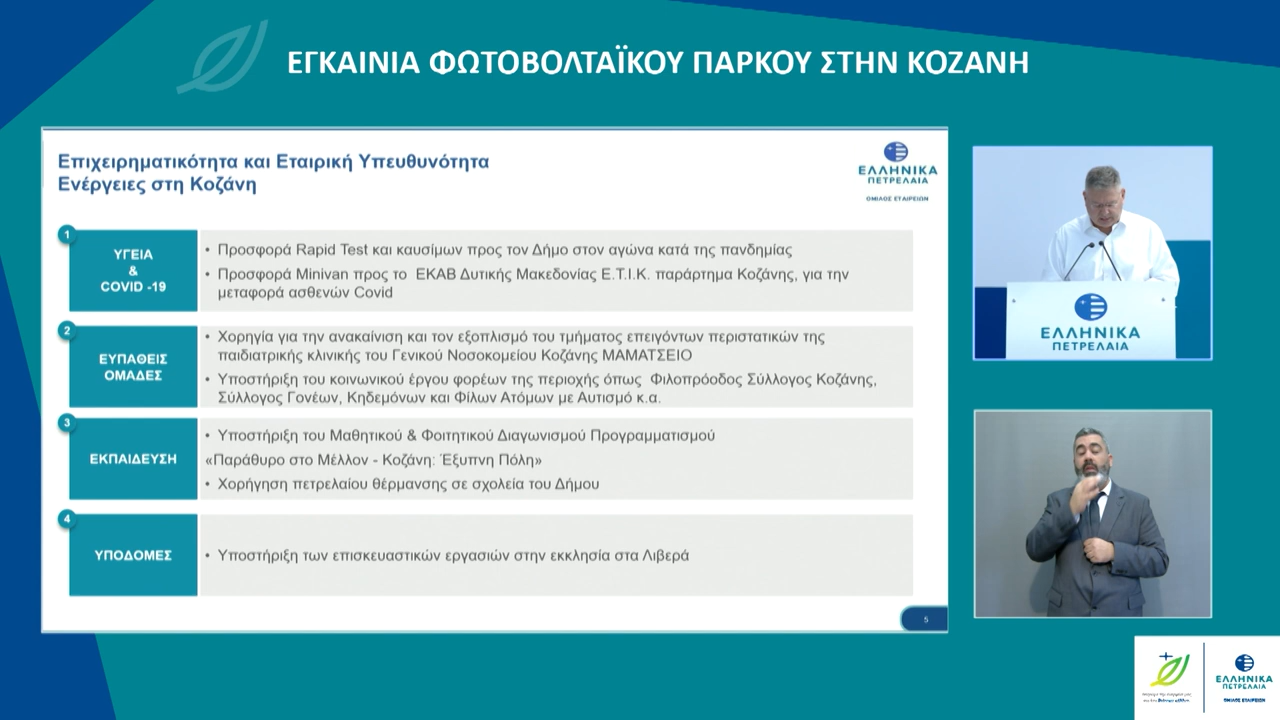 ΕΓΚΑΙΝΙΑ ΦΩΤΟΒΟΛΤΑΪΚΟΥ ΠΑΡΚΟΥ ΣΤΗΝ ΚΟΖΑΝΗ
Επιχειρηματικότητα και Εταιρική Υπευθυνότητα
Ενέργειες στη Κοζάνη
ΕΛΛΗΝΙΚΑ
ΠΕΤΡΕΛΑΙΑ
ΟΜΙΛΟΣ ΕΤΑΙΡΕΙΩΝ
1
ΥΓΕΙΑ
&
COVID -19
• Προσφορά Rapid Test και καυσίμων προς τον Δήμο στον αγώνα κατά της πανδημίας
• Προσφορά Minivan προς το ΕΚΑΒ Δυτικής Μακεδονίας Ε.Τ.Ι.Κ. παράρτημα Κοζάνης, για την
μεταφορά ασθενών Covid
2
ΕΥΠΑΘΕΙΣ
ΟΜΑΔΕΣ
• Χορηγία για την ανακαίνιση και τον εξοπλισμό του τμήματος επειγόντων περιστατικών της
παιδιατρικής κλινικής του Γενικού Νοσοκομείου Κοζάνης ΜΑΜΑΤΣΕΙΟ
• Υποστήριξη του κοινωνικού έργου φορέων της περιοχής όπως Φιλοπρόοδος Σύλλογος Κοζάνης,
Σύλλογος Γονέων, Κηδεμόνων και Φίλων Ατόμων με Αυτισμό κ.α.
3
ΕΚΠΑΙΔΕΥΣΗ
• Υποστήριξη του Μαθητικού & Φοιτητικού Διαγωνισμού Προγραμματισμού
«Παράθυρο στο Μέλλον - Κοζάνη: Έξυπνη Πόλη»
• Χορήγηση πετρελαίου θέρμανσης σε σχολεία του Δήμου
4
ΥΠΟΔΟΜΕΣ
• Υποστήριξη των επισκευαστικών εργασιών στην εκκλησία στα Λιβερά
5
ΕΛΛΗΝΙΚΑ
ΠΕΤΡΕΛΑΙΑ
ΕΛΛΗΝΙΚΑ
ΠΕΤΡΕΛΑΙΑ
ΟΜΙΛΟΣ ΕΤΑΙΡΕΙΩΝ